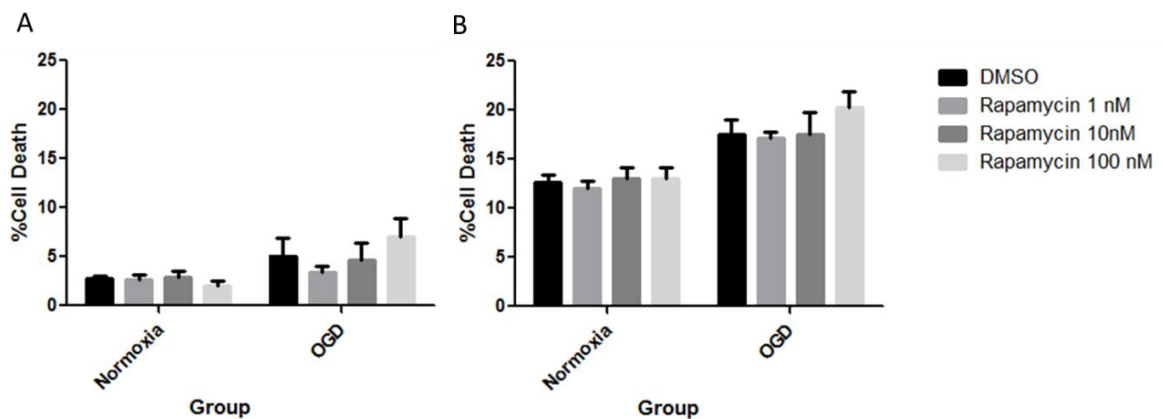 A
25
20
15
10
5
0
%Cell Death
Normoxia
OGD
Group
B
25
20
15
10
5
0
%Cell Death
Normoxia
OGD
Group
DMSO
Rapamycin 1 nM
Rapamycin 10nM
Rapamycin 100 nM